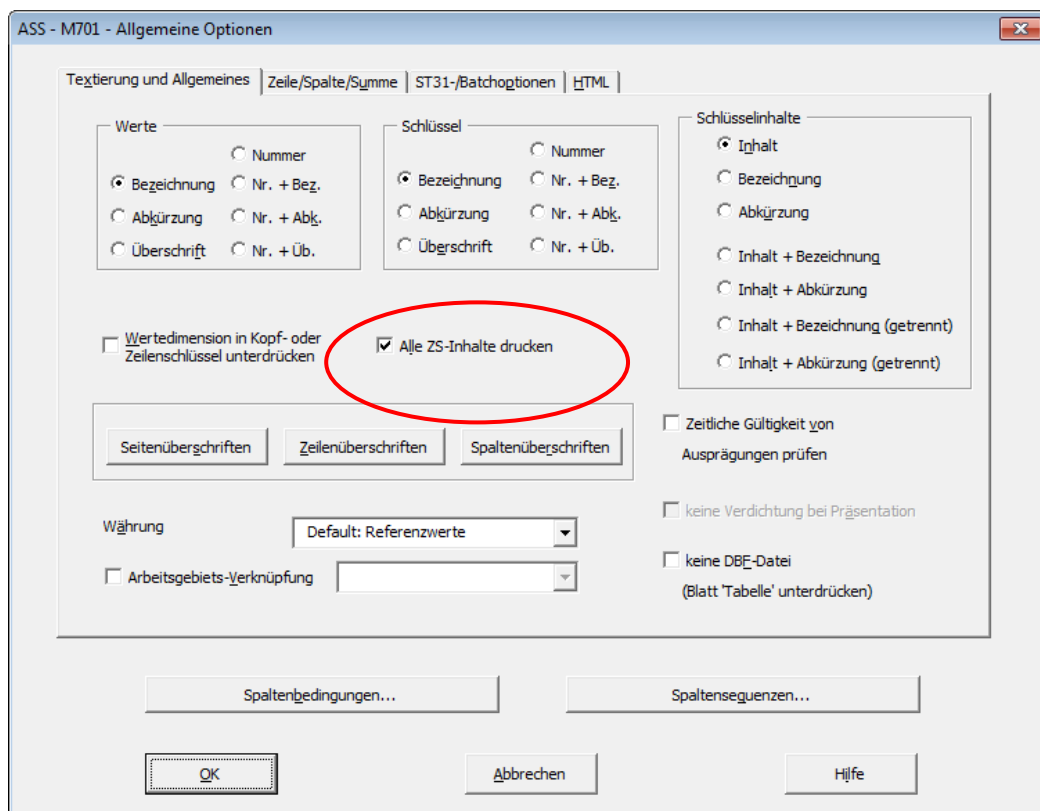 ASS - M701 - Allgemeine Optionen
Textierung und Allgemeines
Zeile/Spalte/Summe
ST31-/Batchoptionen
HTML
Werte
Nummer
Bezeichnung
Nr. + Bez.
Abkürzung
Nr. + Abk.
Überschrift
Nr. + Üb.
Schlüssel
Nummer
Bezeichnung
Nr. + Bez.
Abkürzung
Nr. + Abk.
Überschrift
Nr. + Üb.
Schlüsselinhalte
Inhalt
Bezeichnung
Abkürzung
Inhalt + Bezeichnung
Inhalt + Abkürzung
Inhalt + Bezeichnung (getrennt)
Inhalt + Abkürzung (getrennt)
Wertedimension in Kopf- oder
Zeilenschlüssel unterdrücken
Alle ZS-Inhalte drucken
Seitenüberschriften
Zeilenüberschriften
Spaltenüberschriften
Zeitliche Gültigkeit von
Ausprägungen prüfen
keine Verdichtung bei Präsentation
Währung
Default: Referenzwerte
Arbeitsgebiets-Verknüpfung
keine DBF-Datei
(Blatt 'Tabelle' unterdrücken)
Spaltenbedingungen...
Spaltensequenzen...
OK
Abbrechen
Hilfe